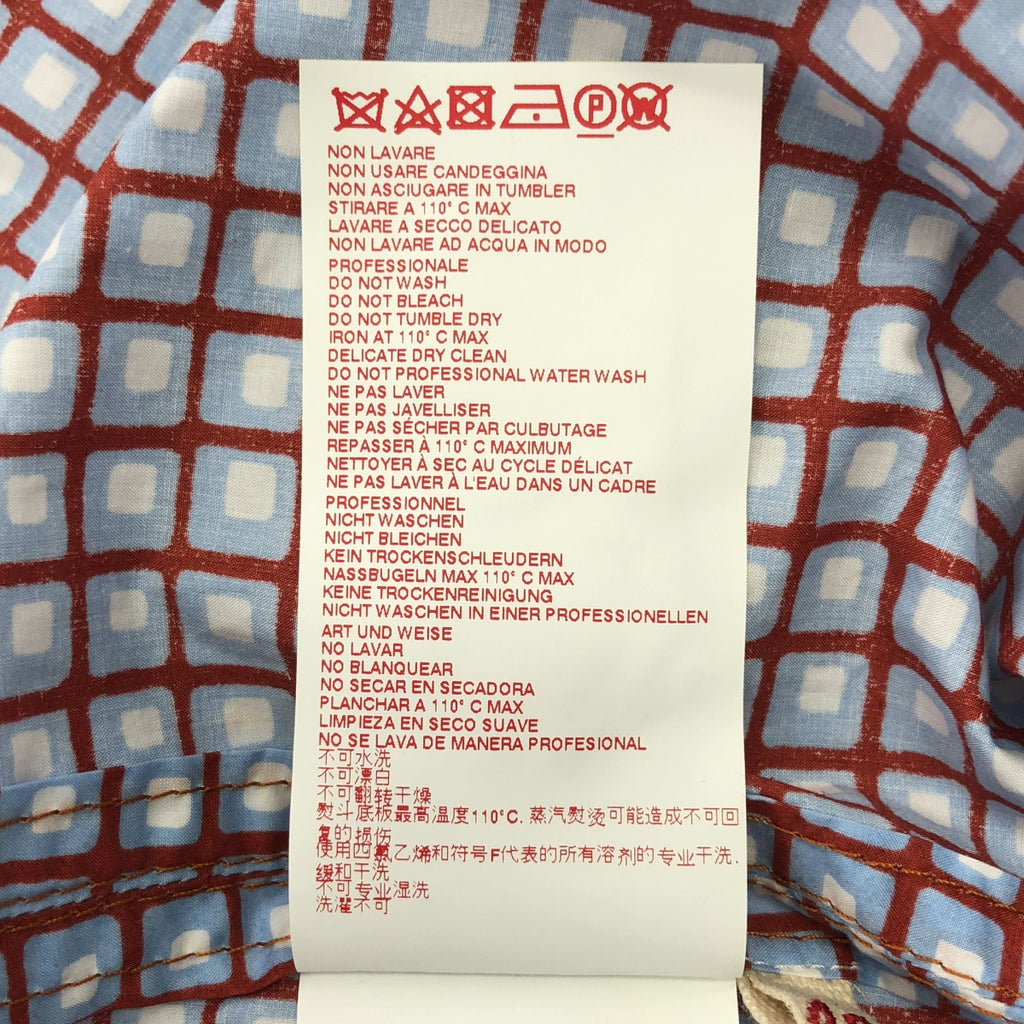 P W
NON LAVARE
NON USARE CANDEGGINA
NON ASCIUGARE IN TUMBLER
STIRARE A 110° C MAX
LAVARE A SECCO DELICATO
NON LAVARE AD ACQUA IN MODO
PROFESSIONALE
DO NOT WASH
DO NOT BLEACH
DO NOT TUMBLE DRY
IRON AT 110° C MAX
DELICATE DRY CLEAN
DO NOT PROFESSIONAL WATER WASH
NE PAS LAVER
NE PAS JAVELLISER
NE PAS SÉCHER PAR CULBUTAGE
REPASSER À 110° C MAXIMUM
NETTOYER À SEC AU CYCLE DÉLICAT
NE PAS LAVER À L'EAU DANS UN CADRE
PROFESSIONNEL
NICHT WASCHEN
NICHT BLEICHEN
KEIN TROCKENSCHLEUDERN
NASSBUGELN MAX 110° C MAX
KEINE TROCKENREINIGUNG
NICHT WASCHEN IN EINER PROFESSIONELLEN
ART UND WEISE
NO LAVAR
NO BLANQUEAR
NO SECAR EN SECADORA
PLANCHAR A 110° C MAX
LIMPIEZA EN SECO SUAVE
NO SE LAVA DE MANERA PROFESIONAL
不可水洗
不可漂白
不可翻转干燥
熨斗底板最高温度110°C. 蒸汽熨烫可能造成不可回
复的损伤
使用四氯乙烯和符号F代表的所有溶剂的专业干洗.
缓和干洗
不可专业湿洗
洗濯不可